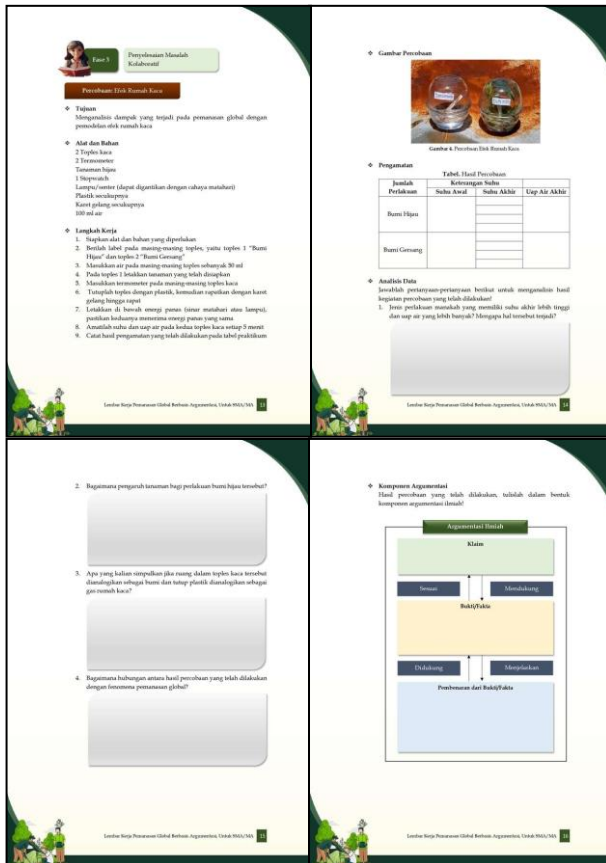 Fase 5
Penyelesaian Masalah
Kolaboratif
Percobaan: Efek Rumah Kaca
Tujuan
Menganalisis dampak yang terjadi pada pemanasan global dengan
pemodelan efek rumah kaca
Alat dan Bahan
2 Toples kaca
2 Termometer
Tanaman hijau
1 Stopwatch
Lampu/senter (dapat digantikan dengan cahaya matahari)
Plastik secukupnya
Karet gelang secukupnya
100 ml air
Langkah Kerja
1. Siapkan alat dan bahan yang diperlukan
2. Berilah label pada masing-masing toples, yaitu toples 1 “Bumi
Hijau” dan toples 2 “Bumi Gersang”
3. Masukkan air pada masing-masing toples sebanyak 50 ml
4. Pada toples 1 letakkan tanaman yang telah disiapkan
5. Masukkan termometer pada masing-masing toples kaca
6. Tutuplah toples dengan plastik, kemudian rapatkan dengan karet
gelang hingga rapat
7. Letakkan di bawah energi panas (sinar matahari atau lampu),
pastikan keduanya menerima energi panas yang sama
8. Amatilah suhu dan uap air pada kedua toples kaca setiap 5 menit
9. Catat hasil pengamatan yang telah dilakukan pada tabel praktikum
Lembar Kerja Pemanasan Global Berbasis Argumentasi, Untuk SMA/MA 13
Gambar Percobaan
Gambar 4. Percobaan Efek Rumah Kaca
Pengamatan
Tabel. Hasil Percobaan
Jumlah Perlakuan Keterangan Suhu
Suhu Awal Suhu Akhir Uap Air Akhir
Bumi Hijau
Bumi Gersang
Analisis Data
Jawablah pertanyaan-pertanyaan berikut untuk menganalisis hasil
kegiatan percobaan yang telah dilakukan!
1. Jenis perlakuan manakah yang memiliki suhu akhir lebih tinggi
dan uap air yang lebih banyak? Mengapa hal tersebut terjadi?
Lembar Kerja Pemanasan Global Berbasis Argumentasi, Untuk SMA/MA 14
2. Bagaimana pengaruh tanaman bagi perlakuan bumi hijau tersebut?
3. Apa yang kalian simpulkan jika ruang dalam toples kaca tersebut
dianalogikan sebagai bumi dan tutup plastik dianalogikan sebagai
gas rumah kaca?
4. Bagaimana hubungan antara hasil percobaan yang telah dilakukan
dengan fenomena pemanasan global?
Lembar Kerja Pemanasan Global Berbasis Argumentasi, Untuk SMA/MA 15
Komponen Argumentasi
Hasil percobaan yang telah dilakukan, tulislah dalam bentuk
komponen argumentasi ilmiah!
Argumentasi Ilmiah
Klaim
Sesuai Mendukung
Bukti/Fakta
Didukung Menjelaskan
Pembenaran dari Bukti/Fakta
Lembar Kerja Pemanasan Global Berbasis Argumentasi, Untuk SMA/MA 16